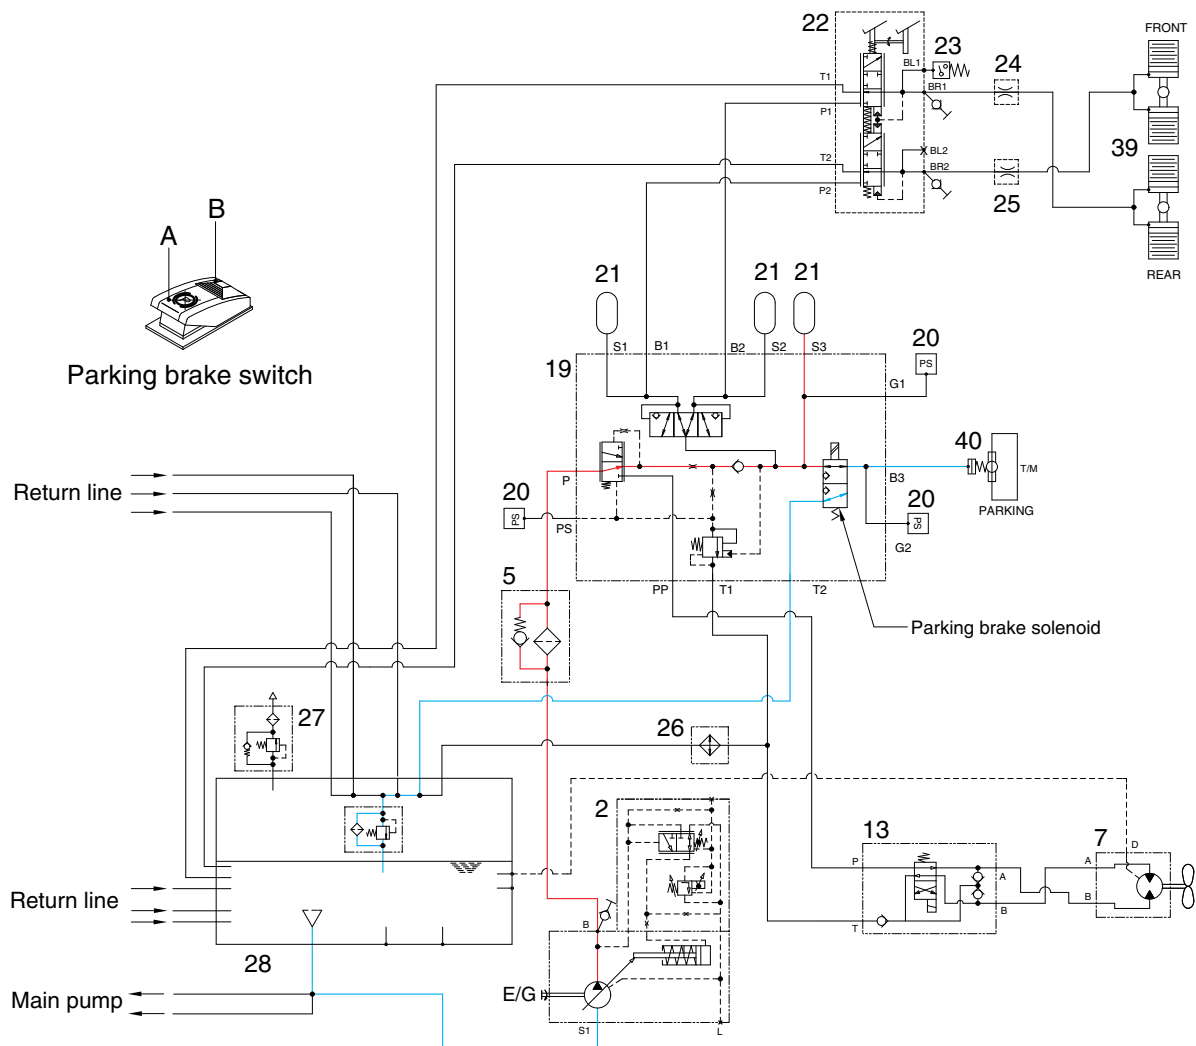 22
23
24
FRONT
BL1
T1
BR1
P1
39
T2
BL2
BR2
P2
25
REAR
A
B
Parking brake switch
21
21
21
S1
B1
B2
S2
S3
20
PS
19
G1
40
T/M
P
B3
PARKING
Return line
20
PS
PS
20
PS
G2
PP
T1
T2
5
Parking brake solenoid
27
26
2
13
7
D
P
A
A
B
B
T
Return line
B
28
E/G
Main pump
S1
L